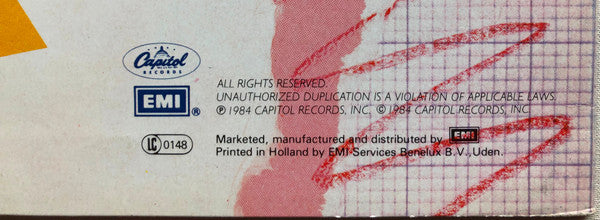 Capitol
RECORDS
EMI ®
LC 0148
ALL RIGHTS RESERVED.
UNAUTHORIZED DUPLICATION IS A VIOLATION OF APPLICABLE LAWS.
℗ 1984 CAPITOL RECORDS, INC. © 1984 CAPITOL RECORDS, INC.
Marketed, manufactured and distributed by EMI
Printed in Holland by EMI-Services Benelux B.V., Uden.